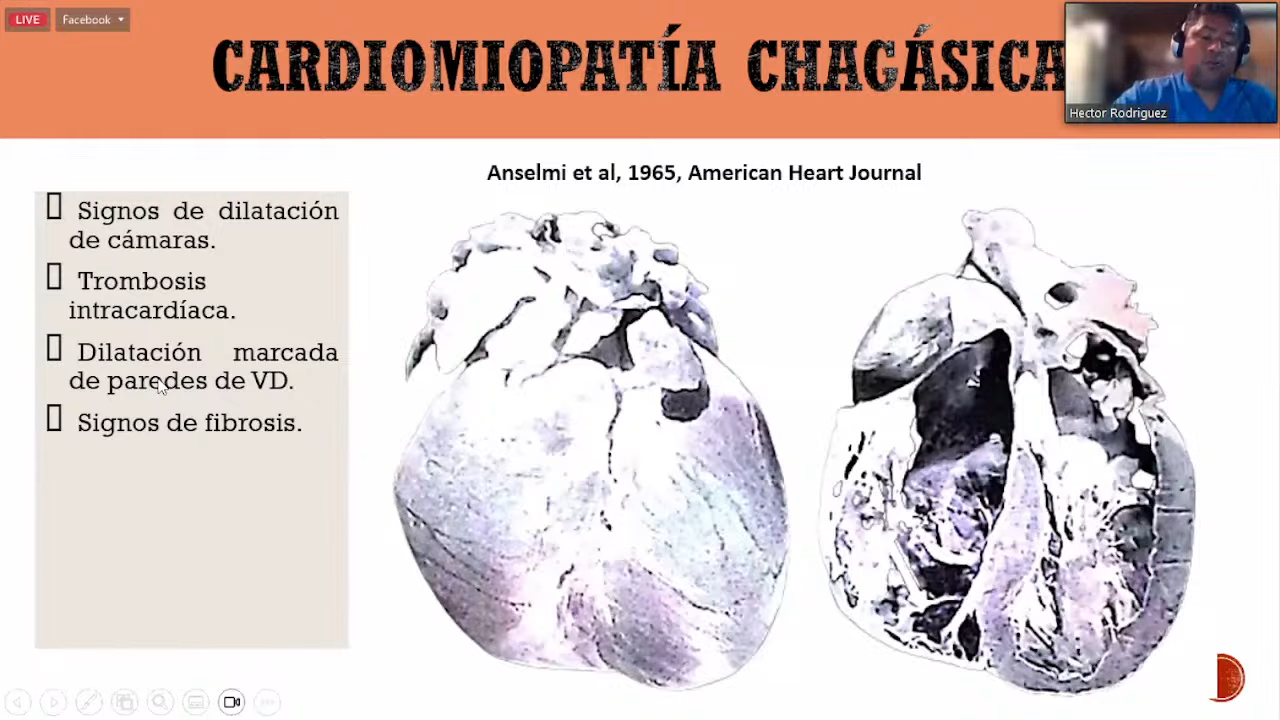 LIVE
Facebook
CARDIOMIOPATÍA CHAGÁSICA
Hector Rodriguez
Anselmi et al, 1965, American Heart Journal
Signos de dilatación
de cámaras.
Trombosis
intracardíaca.
Dilatación marcada
de paredes de VD.
Signos de fibrosis.